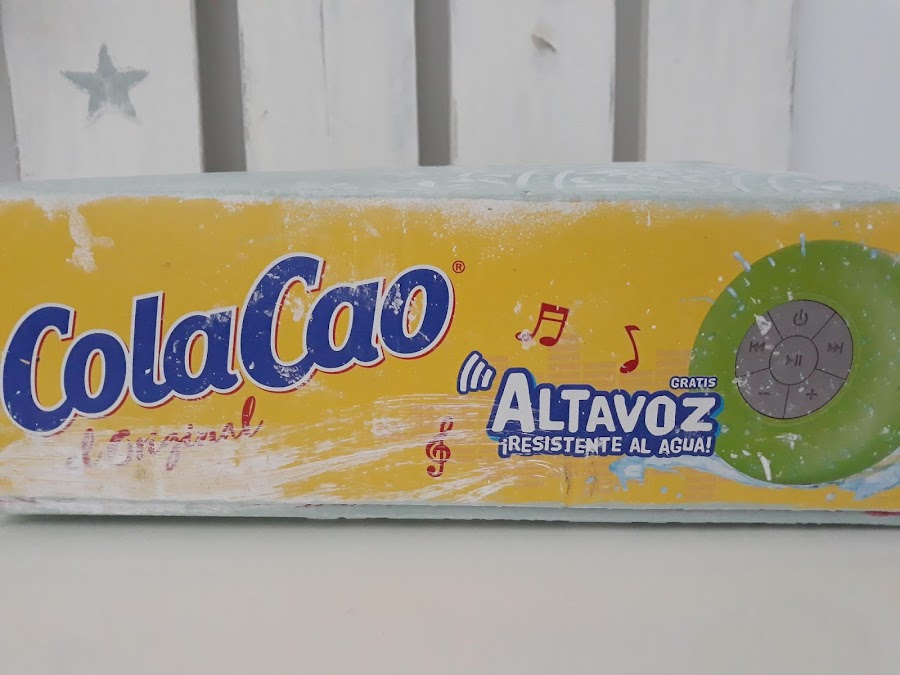 ColaCao®
original
GRATIS
ALTAVOZ
¡RESISTENTE AL AGUA!